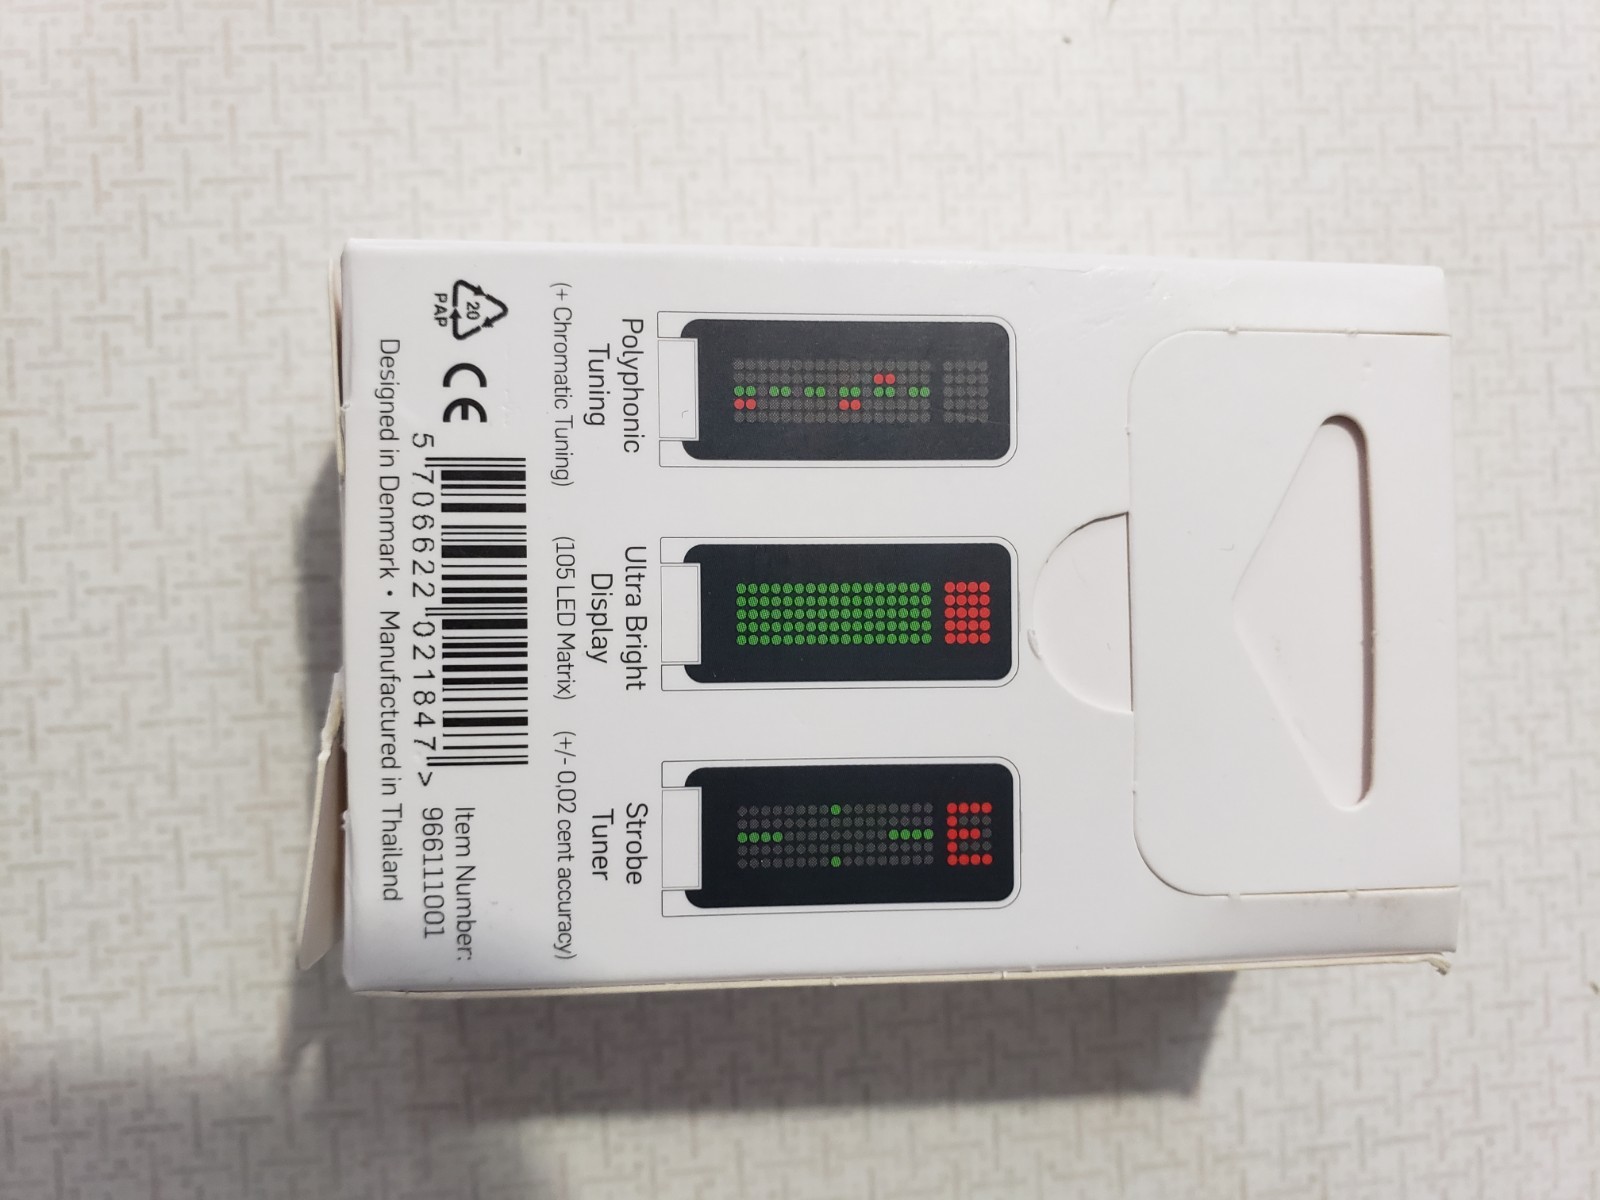 Polyphonic
Tuning
(+ Chromatic Tuning)
Ultra Bright
Display
(105 LED Matrix)
Strobe
Tuner
(+/- 0,02 cent accuracy)
20
PAP
CE
5 706622 021847 >
Item Number:
966111001
Designed in Denmark • Manufactured in Thailand